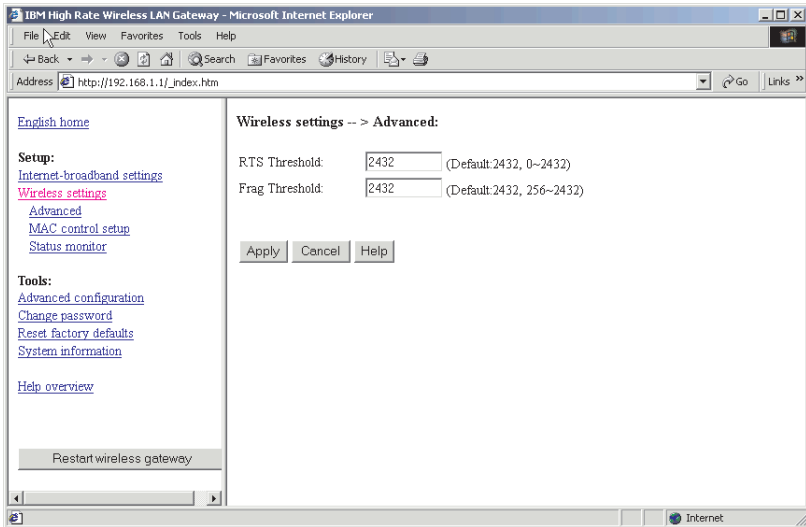 IBM High Rate Wireless LAN Gateway - Microsoft Internet Explorer
File Edit View Favorites Tools Help
Back Search Favorites History
Address http://192.168.1.1/_index.htm Go Links »
English home
Setup:
Internet-broadband settings
Wireless settings
Advanced
MAC control setup
Status monitor
Tools:
Advanced configuration
Change password
Reset factory defaults
System information
Help overview
Restart wireless gateway
Wireless settings -- > Advanced:
RTS Threshold: 2432 (Default:2432, 0~2432)
Frag Threshold: 2432 (Default:2432, 256~2432)
Apply Cancel Help
Internet